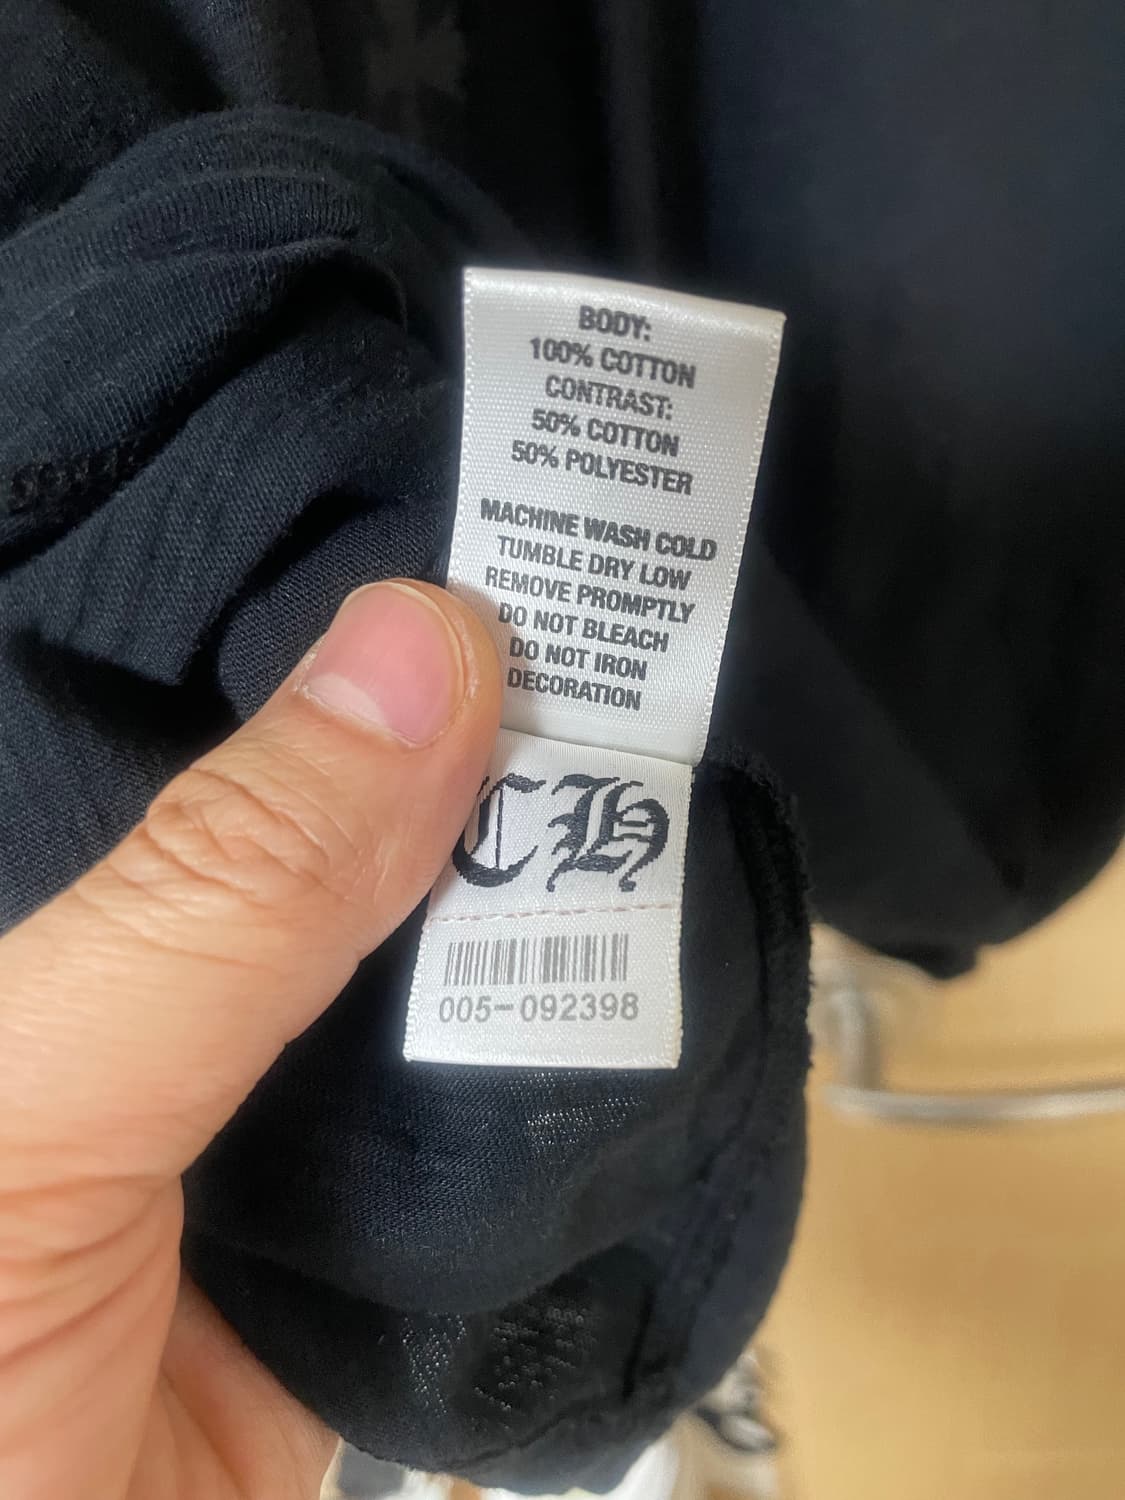 BODY:
100% COTTON
CONTRAST:
50% COTTON
50% POLYESTER
MACHINE WASH COLD
TUMBLE DRY LOW
REMOVE PROMPTLY
DO NOT BLEACH
DO NOT IRON
DECORATION
CH
005-092398